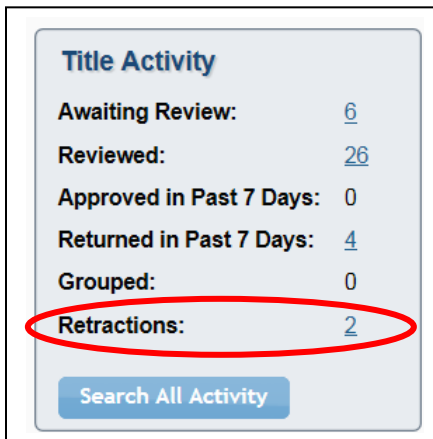 Title Activity
Awaiting Review: 6
Reviewed: 26
Approved in Past 7 Days: 0
Returned in Past 7 Days: 4
Grouped: 0
Retractions: 2
Search All Activity